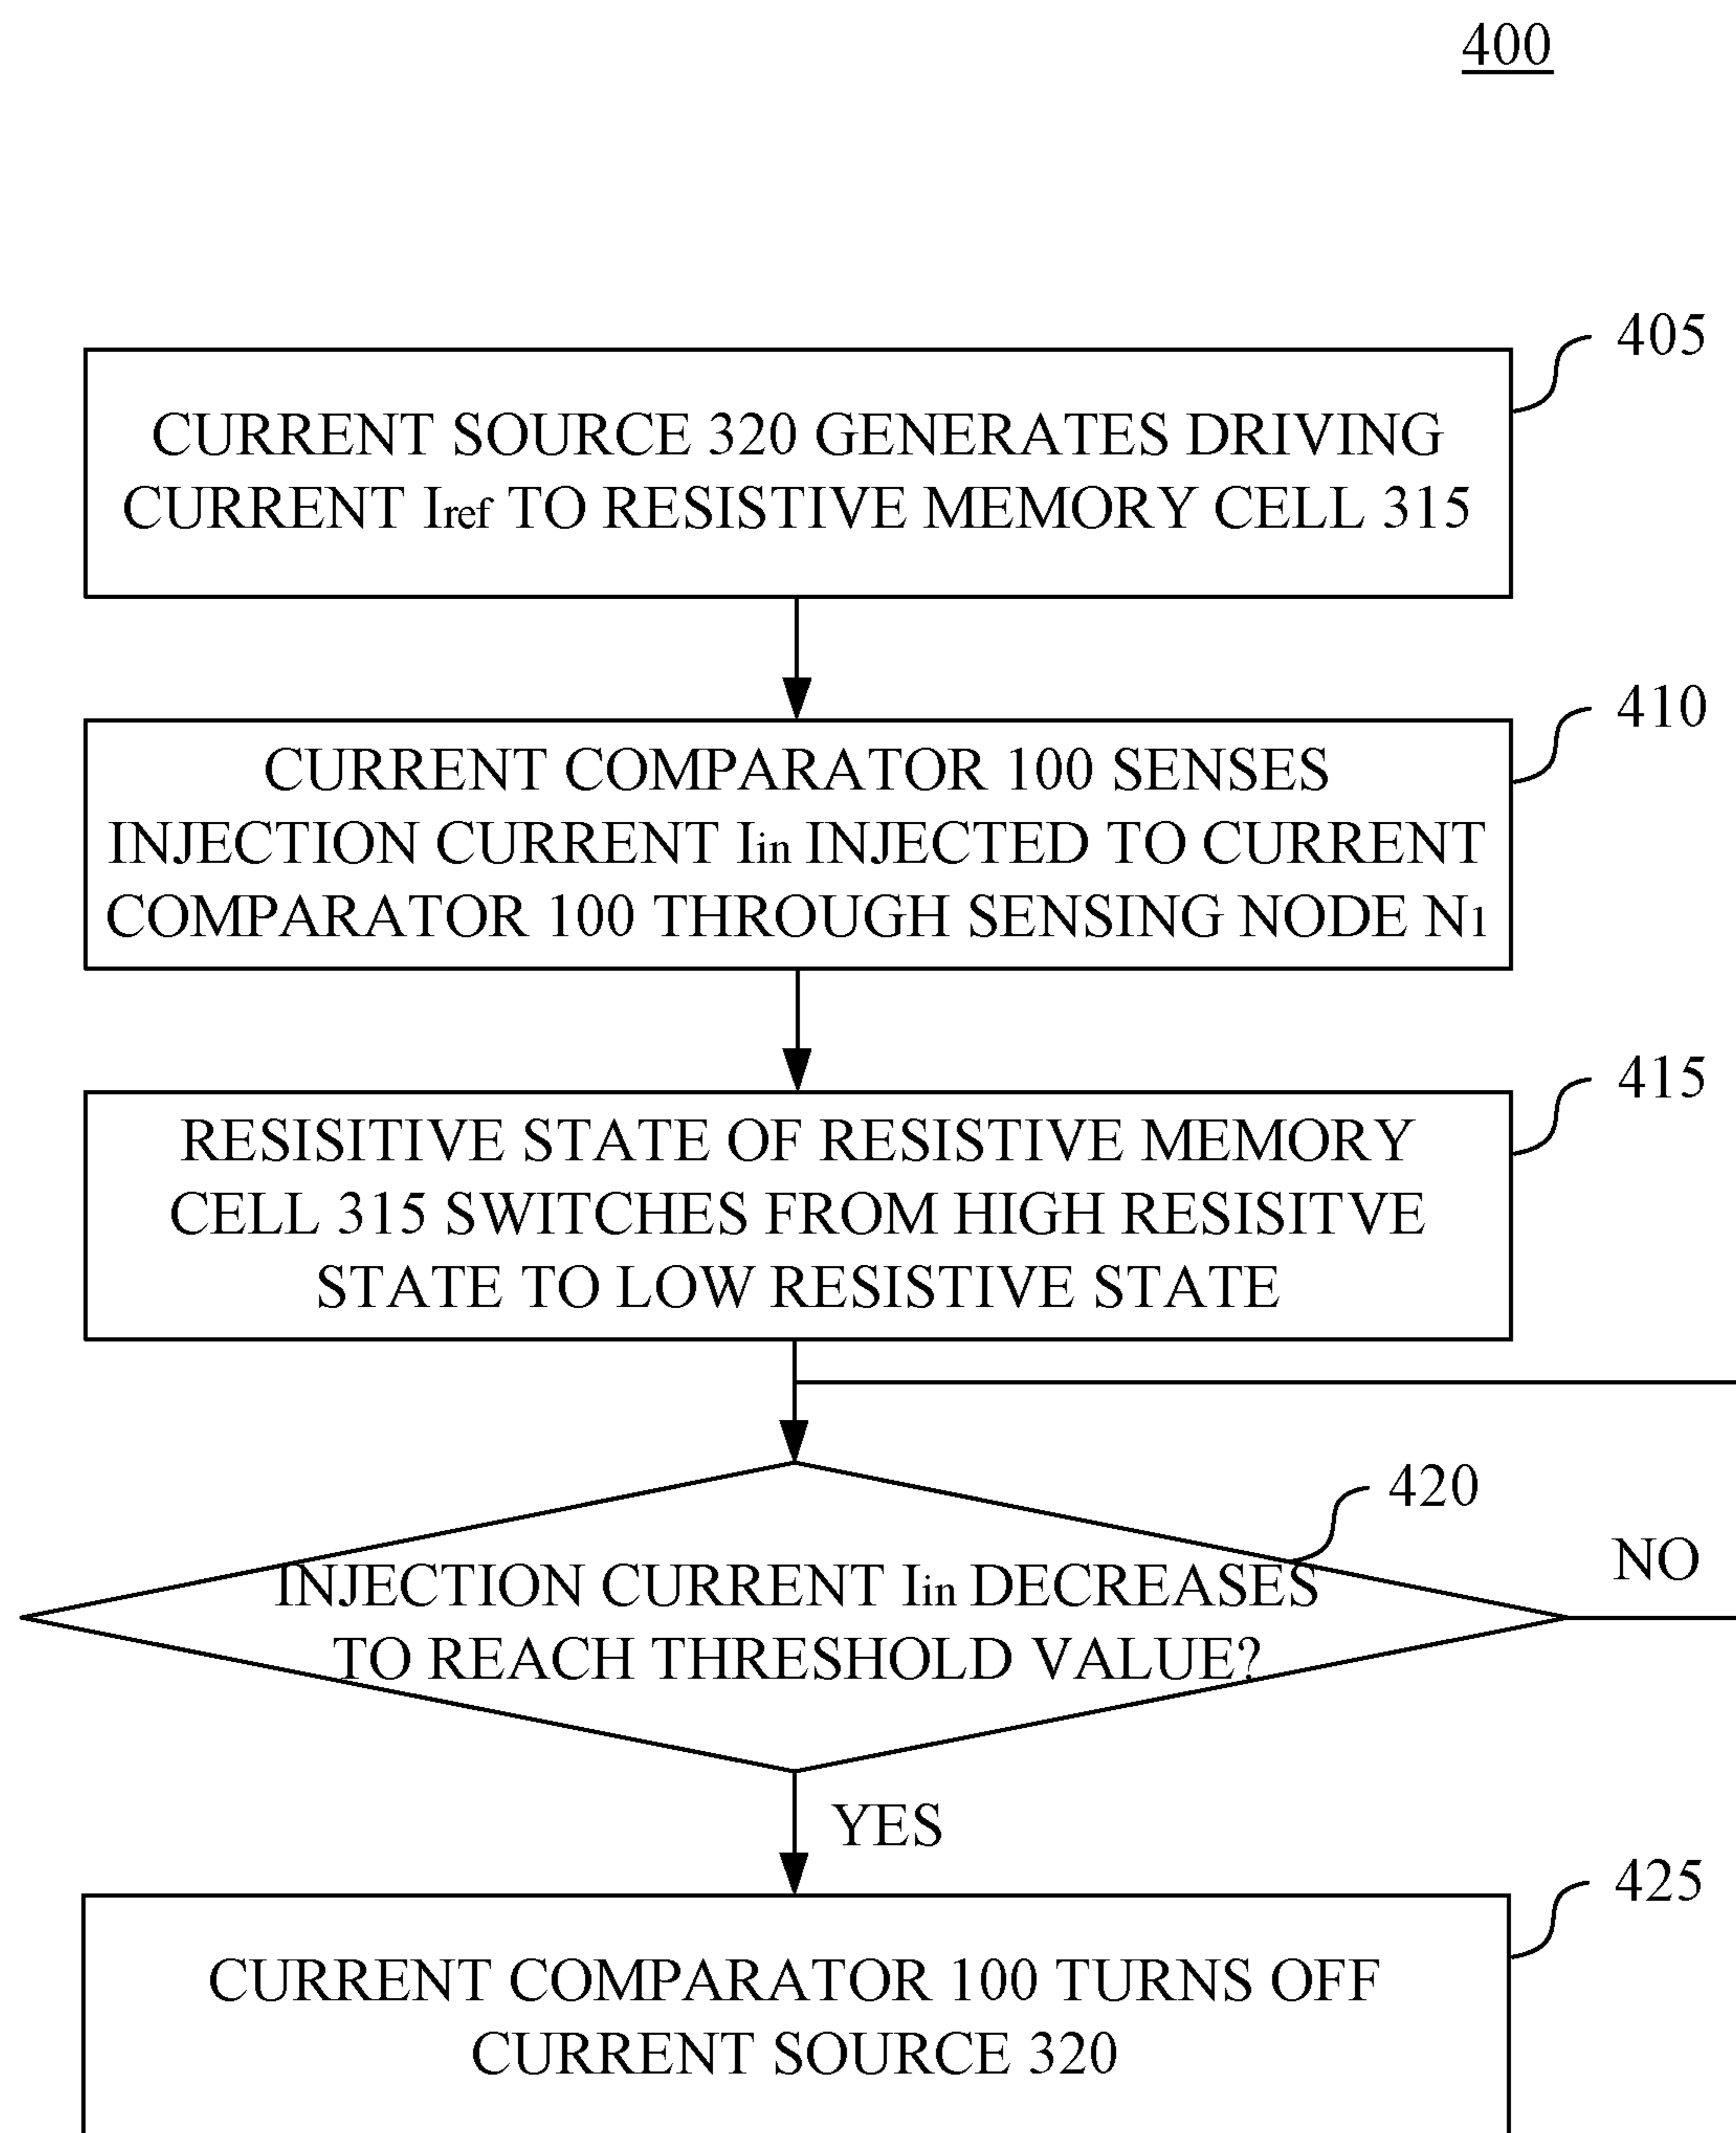 400
405
CURRENT SOURCE 320 GENERATES DRIVING
CURRENT Iref TO RESISTIVE MEMORY CELL 315
410
CURRENT COMPARATOR 100 SENSES
INJECTION CURRENT Iin INJECTED TO CURRENT
COMPARATOR 100 THROUGH SENSING NODE N1
415
RESISITIVE STATE OF RESISTIVE MEMORY
CELL 315 SWITCHES FROM HIGH RESISITVE
STATE TO LOW RESISTIVE STATE
420
INJECTION CURRENT Iin DECREASES
TO REACH THRESHOLD VALUE?
NO
YES
425
CURRENT COMPARATOR 100 TURNS OFF
CURRENT SOURCE 320